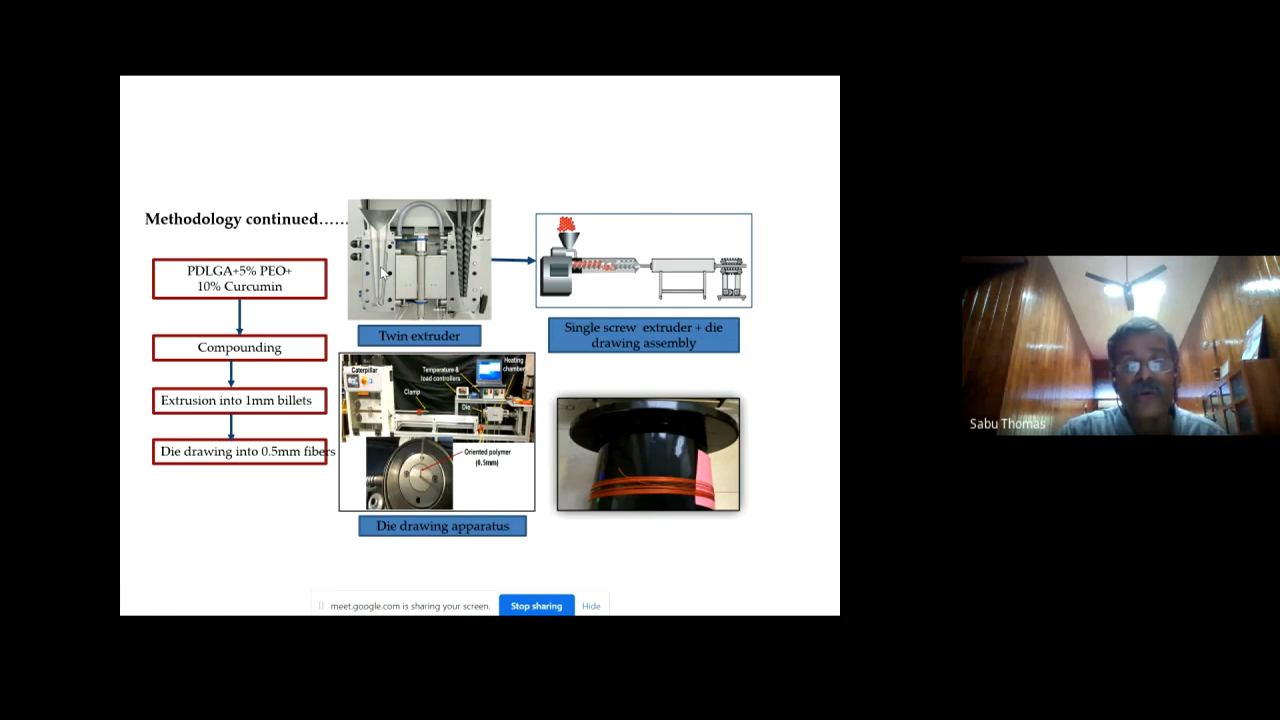 Methodology continued......
PDLGA+5% PEO+
10% Curcumin
Compounding
Extrusion into 1mm billets
Die drawing into 0.5mm fibers
Twin extruder
Single screw extruder + die
drawing assembly
Caterpillar
Temperature &
load controllers
Heating
chamber
Clamp
Die
Oriented polymer
(0.5mm)
Die drawing apparatus
meet.google.com is sharing your screen.
Stop sharing
Hide
Sabu Thomas